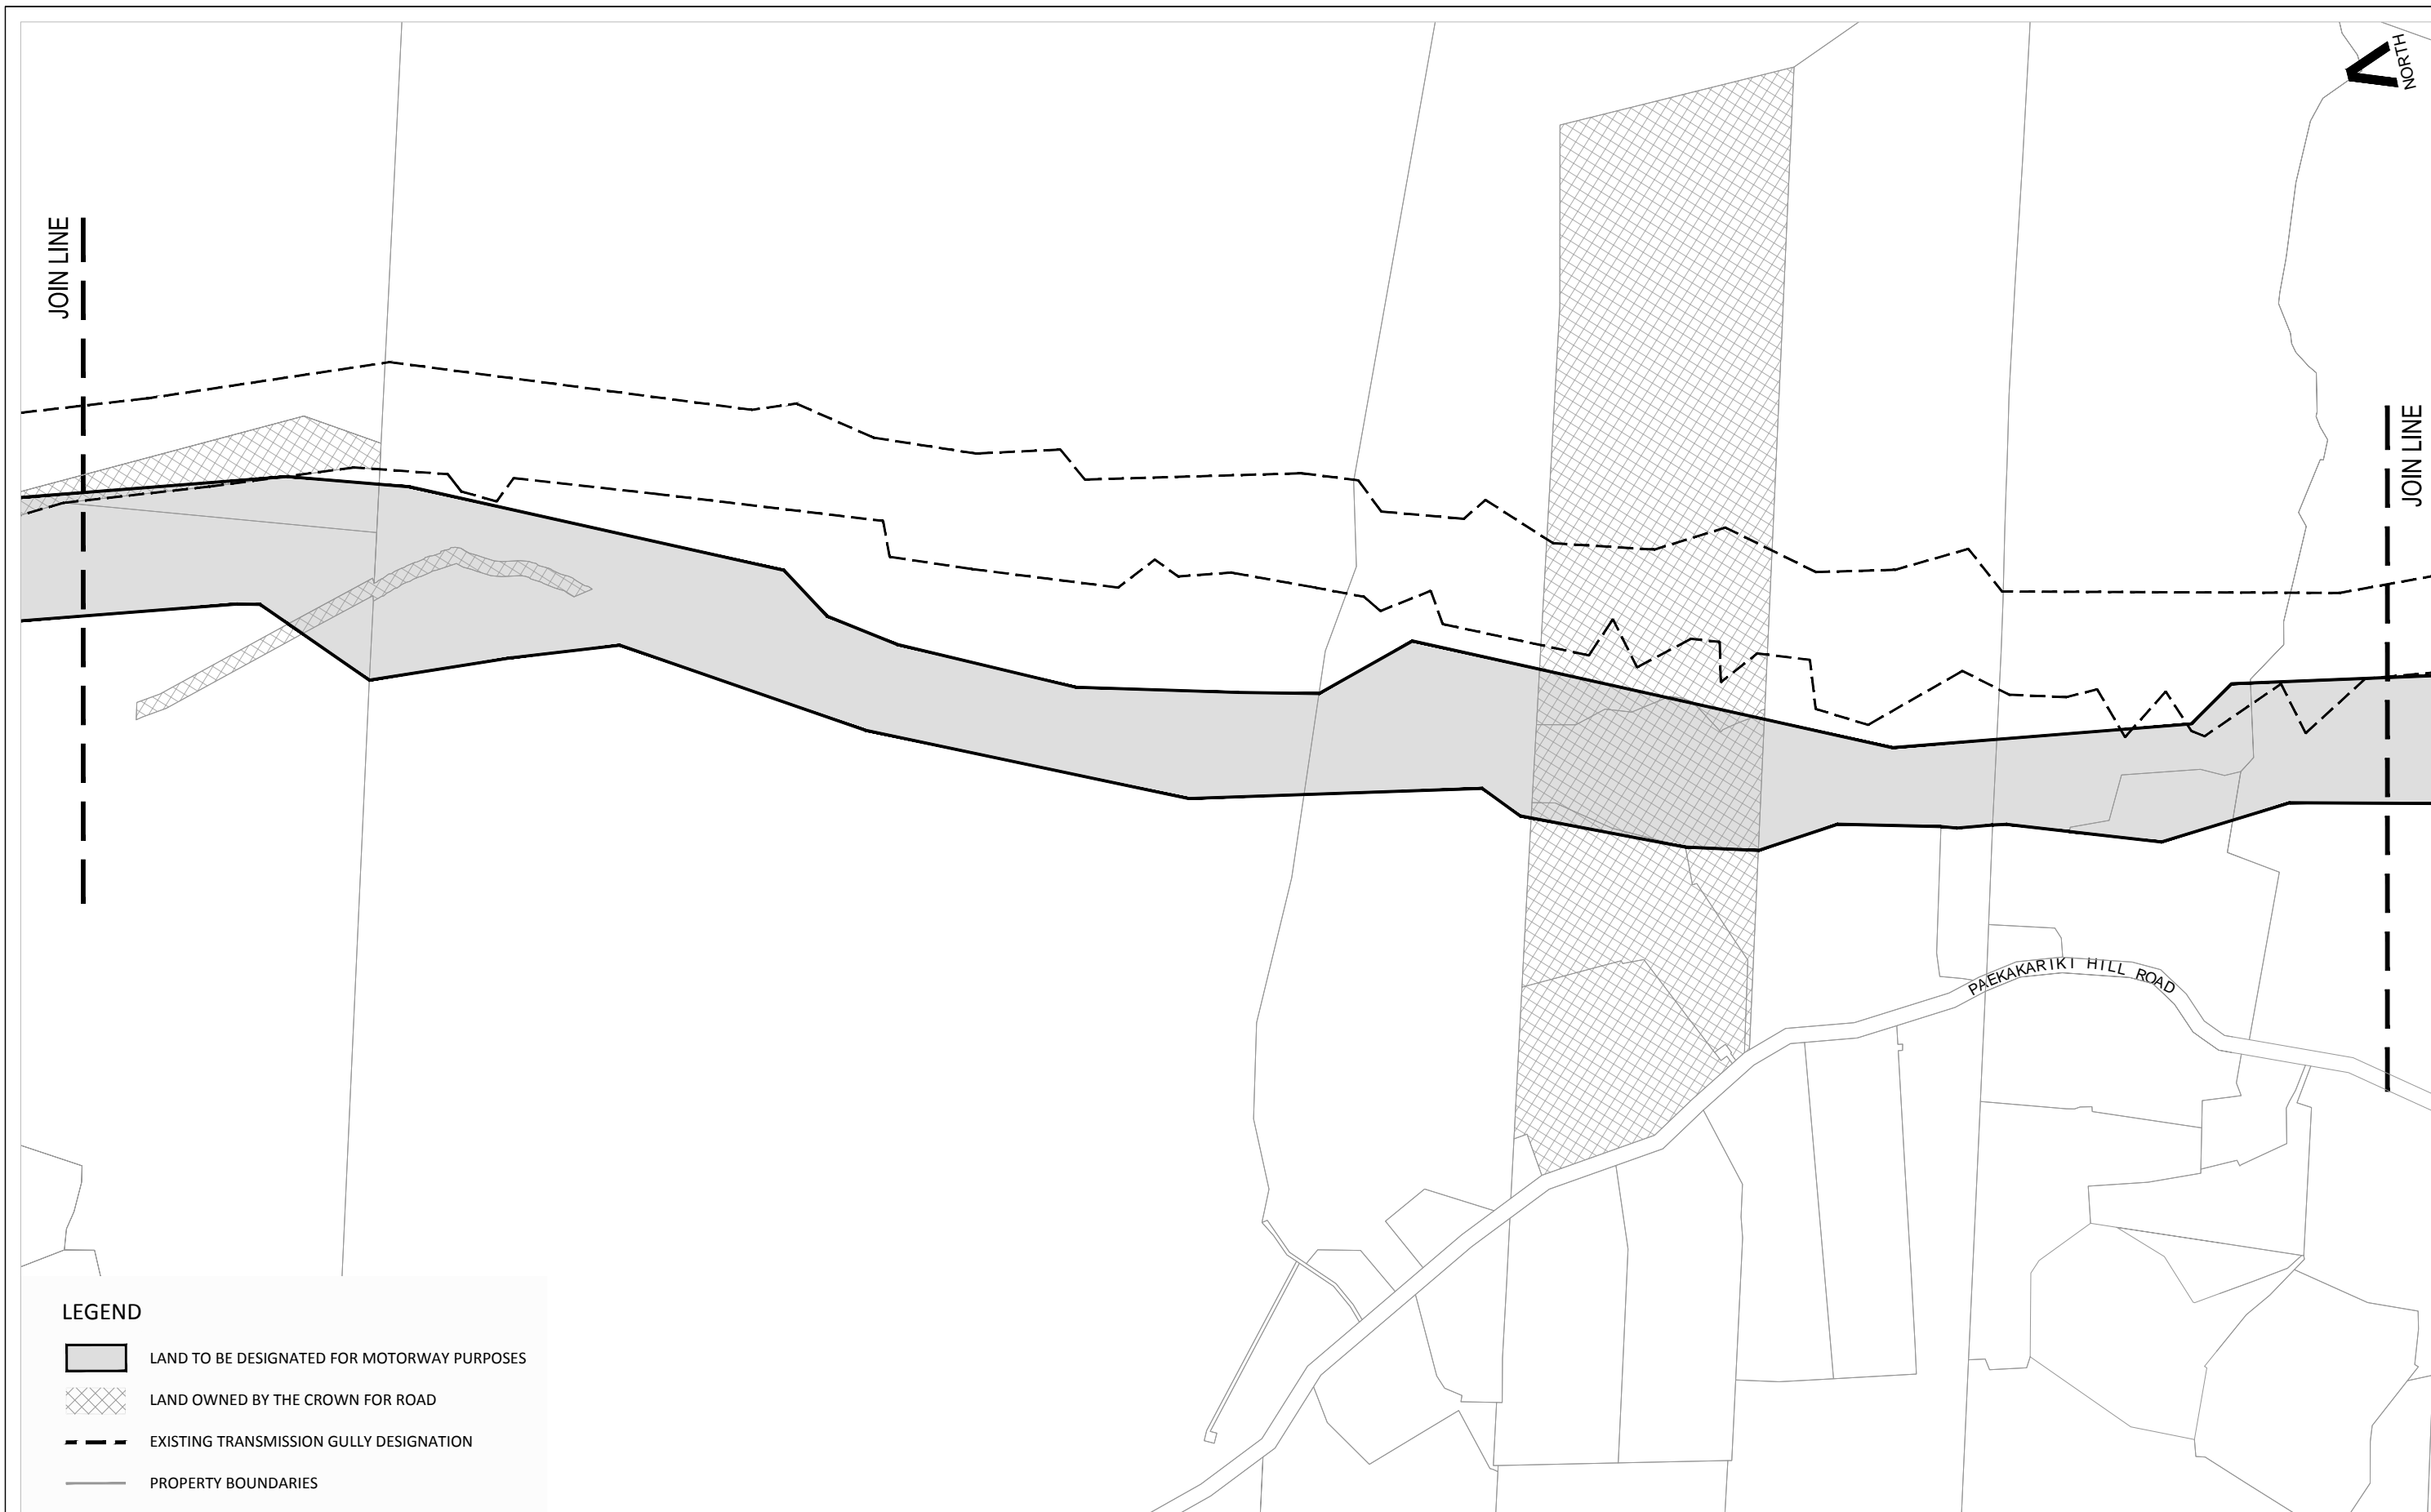 NORTH
JOIN LINE
JOIN LINE
PAEKAKARIKI HILL ROAD
LEGEND
LAND TO BE DESIGNATED FOR MOTORWAY PURPOSES
LAND OWNED BY THE CROWN FOR ROAD
EXISTING TRANSMISSION GULLY DESIGNATION
PROPERTY BOUNDARIES